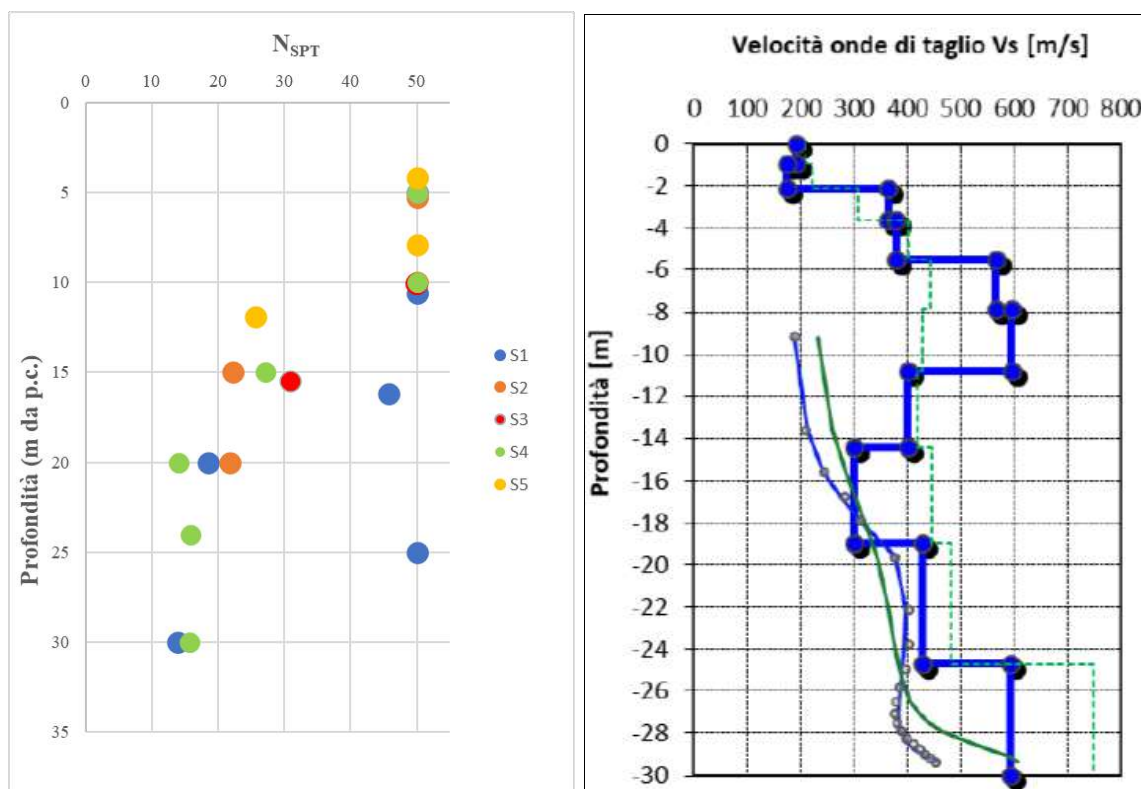 N_SPT
0 10 20 30 40 50
0
5
10
15
20
25
30
35
Profondità (m da p.c.)
S1
S2
S3
S4
S5
Velocità onde di taglio Vs [m/s]
0 100 200 300 400 500 600 700 800
0
-2
-4
-6
-8
-10
-12
-14
-16
-18
-20
-22
-24
-26
-28
-30
Profondità [m]